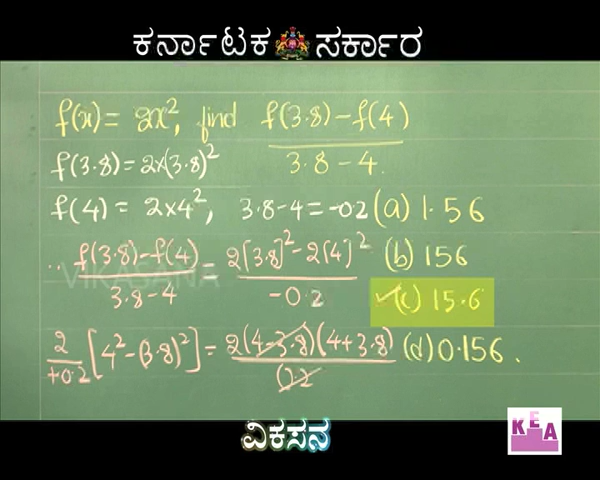 ಕರ್ನಾಟಕ ಸರ್ಕಾರ
f(x) = 2x², find f(3.8) - f(4) / 3.8 - 4.
f(3.8) = 2×(3.8)²
f(4) = 2×4², 3.8-4 = -0.2 (a) 1.56
∴ f(3.8) - f(4) / 3.8 - 4 = 2[3.8]² - 2[4]² / -0.2 (b) 156
VIKASANA
✓(c) 15.6
2/+0.2 [4² - (3.8)²] = 2(4-3.8)(4+3.8) / 0.2 (d) 0.156.
ವಿಕಸನ
KEA